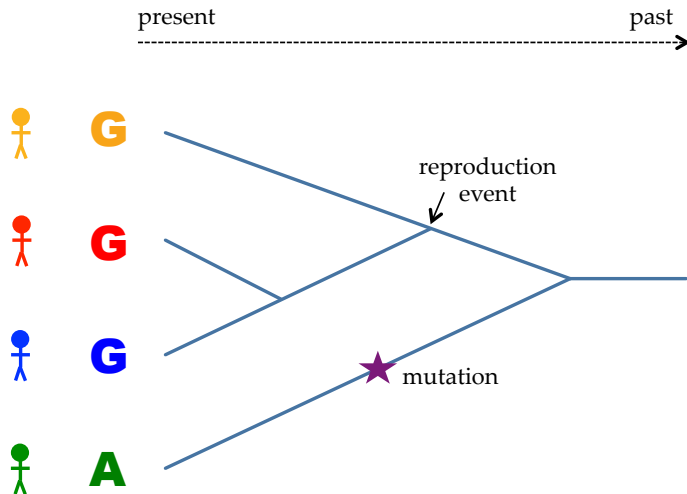 present past
G
reproduction
event
G
G
mutation
A